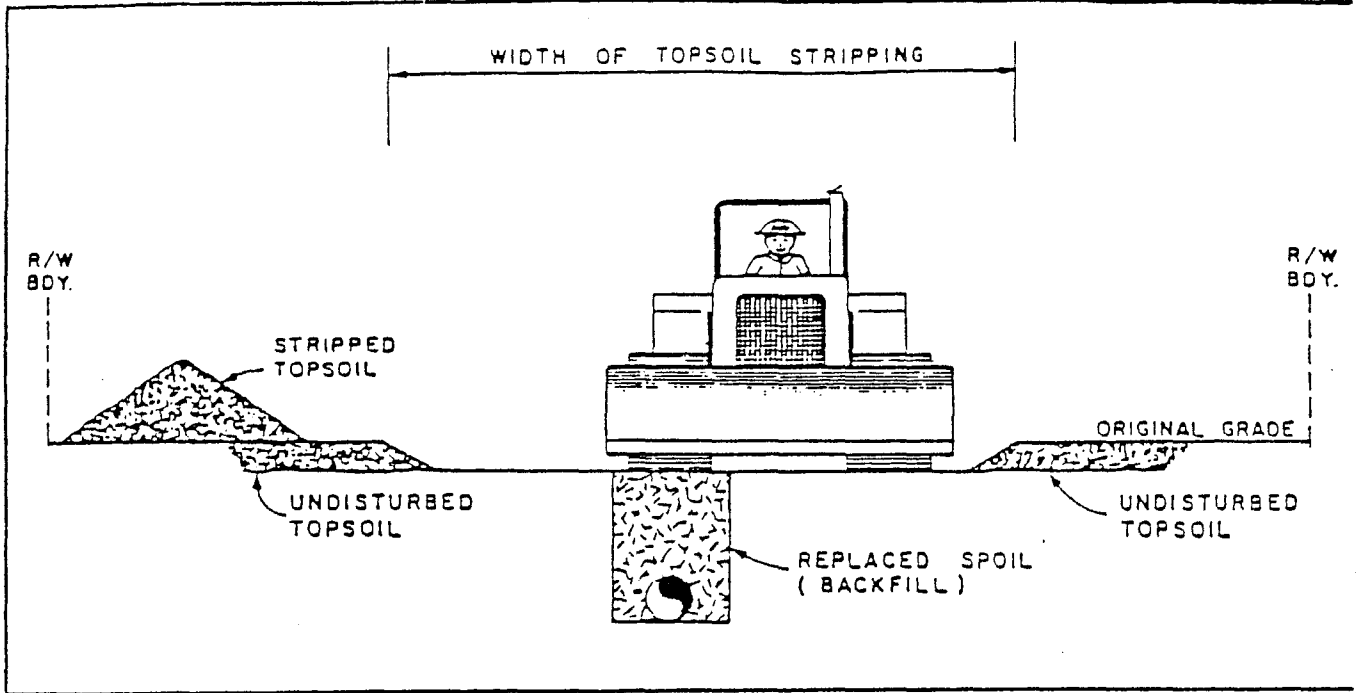 WIDTH OF TOPSOIL STRIPPING
R/W
BDY.
R/W
BDY.
STRIPPED
TOPSOIL
ORIGINAL GRADE
UNDISTURBED
TOPSOIL
UNDISTURBED
TOPSOIL
REPLACED SPOIL
( BACKFILL )